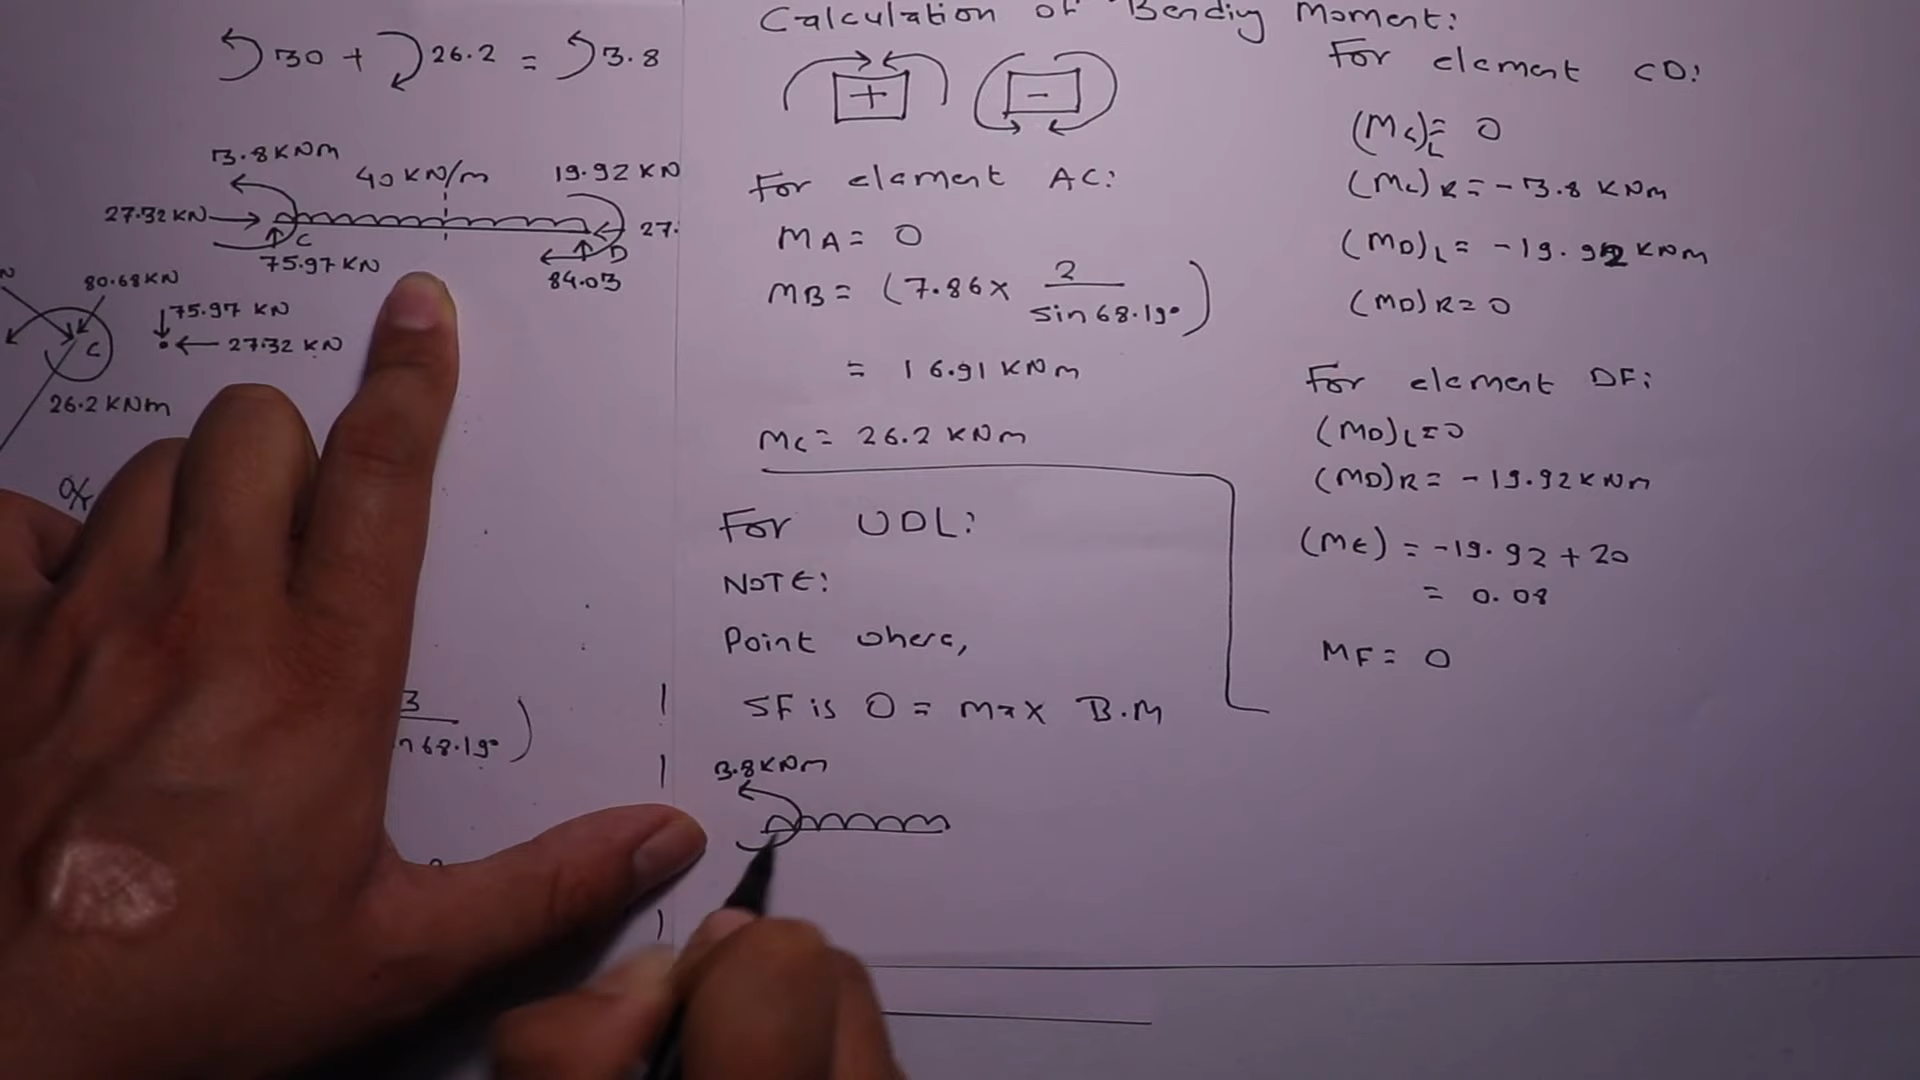 30 + 26.2 = 3.8
3.8 KNm
40 KN/m
19.92 KN
27.32 KN
27.
C
D
75.97 KN
84.03
80.68 KN
75.97 KN
C
27.32 KN
26.2 KNm
3
68.19°
Calculation of Bending Moment:
+
-
For element AC:
MA = 0
MB = (7.86 × 2 / sin 68.19°)
= 16.91 KNm
MC = 26.2 KNm
For UDL:
NOTE:
Point where,
SF is 0 = max B.M
3.8 KNm
For element CD:
(MC)L = 0
(MC)R = -3.8 KNm
(MD)L = -19.92 KNm
(MD)R = 0
For element DF:
(MD)L = 0
(MD)R = -19.92 KNm
(ME) = -19.92 + 20
= 0.08
MF = 0